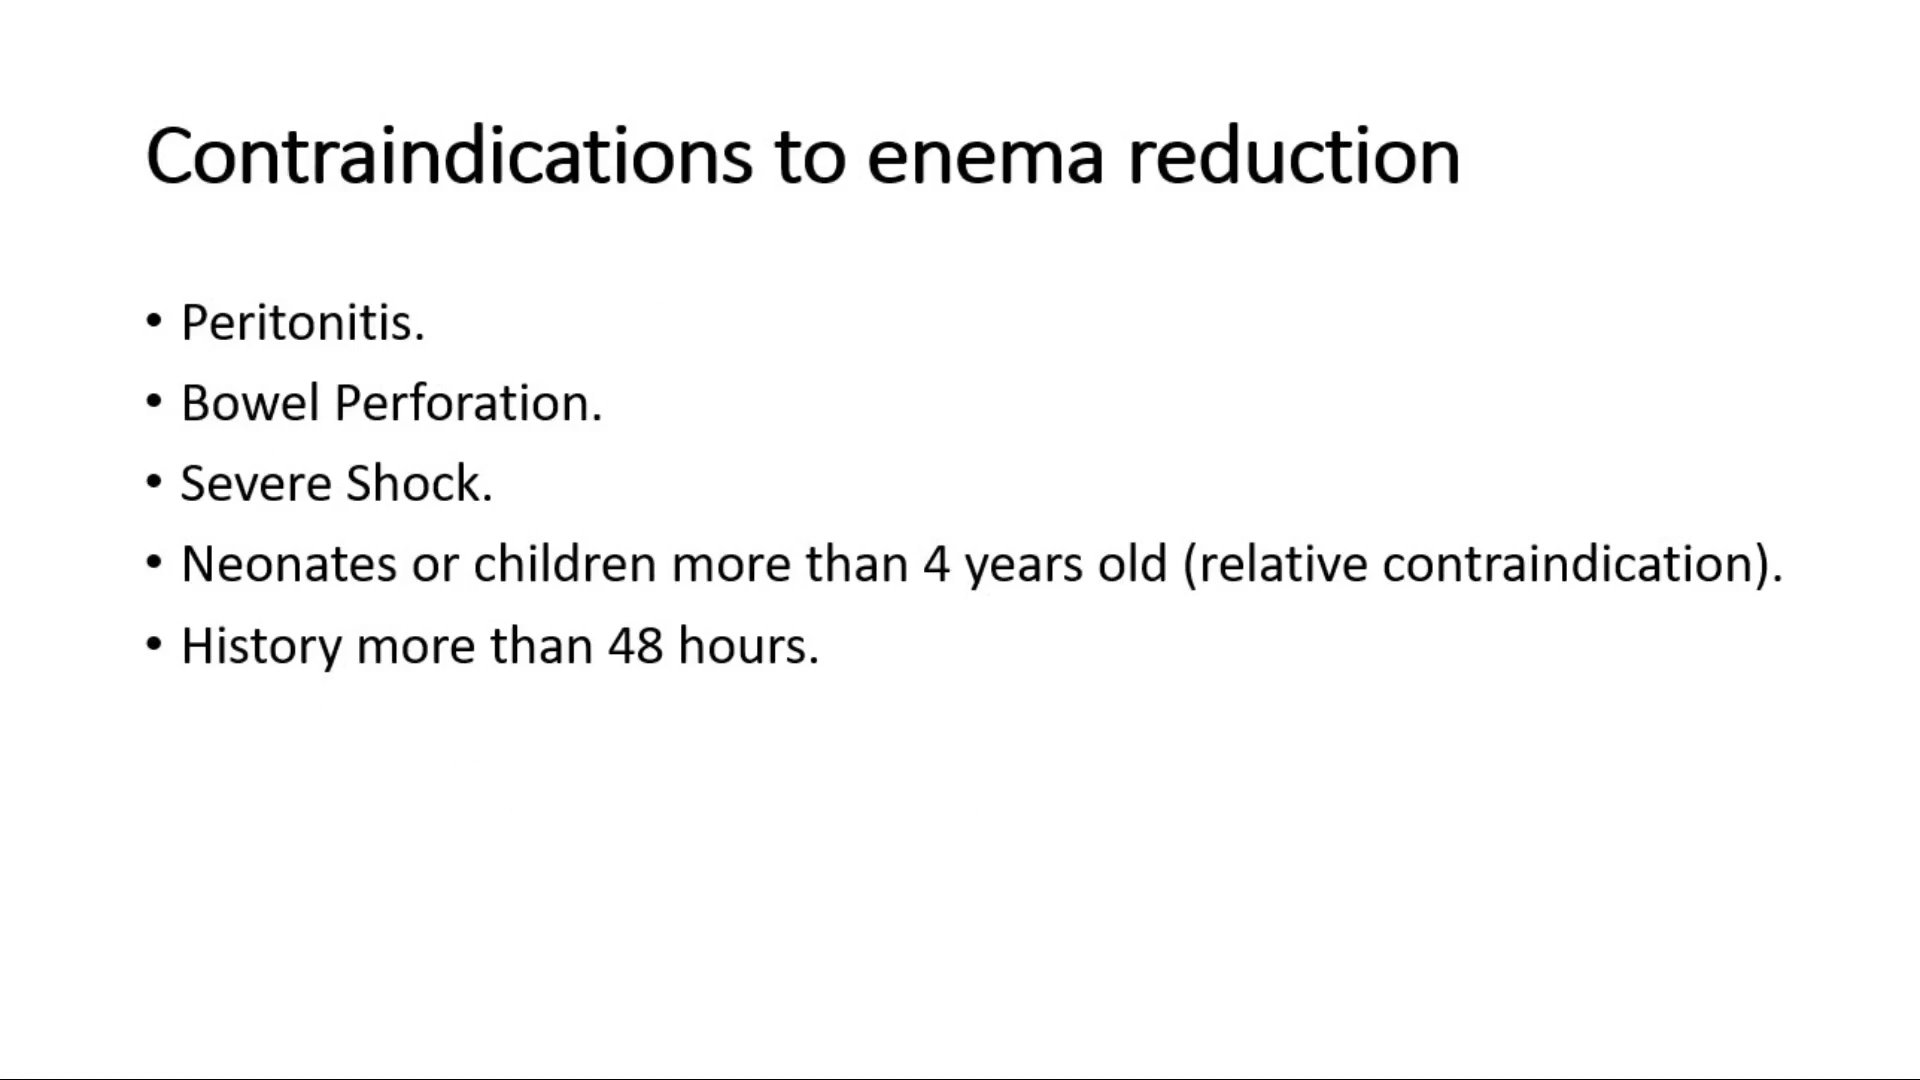 Contraindications to enema reduction
• Peritonitis.
• Bowel Perforation.
• Severe Shock.
• Neonates or children more than 4 years old (relative contraindication).
• History more than 48 hours.